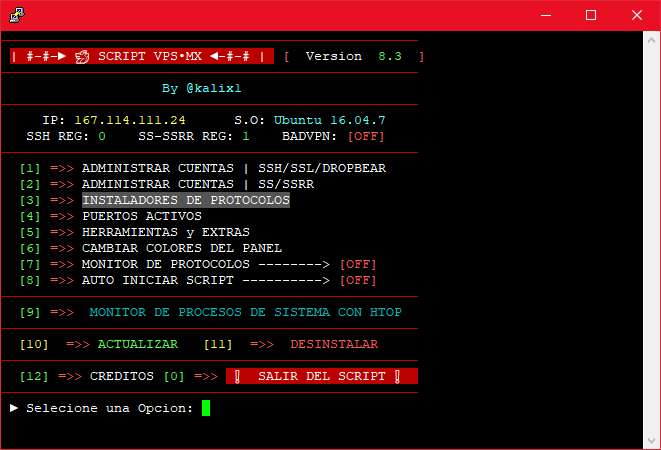 | #-#-► SCRIPT VPS•MX ◄-#-# | [ Version 8.3 ]
By @kalix1
IP: 167.114.111.24 S.O: Ubuntu 16.04.7
SSH REG: 0 SS-SSRR REG: 1 BADVPN: [OFF]
[1] =>> ADMINISTRAR CUENTAS | SSH/SSL/DROPBEAR
[2] =>> ADMINISTRAR CUENTAS | SS/SSRR
[3] =>> INSTALADORES DE PROTOCOLOS
[4] =>> PUERTOS ACTIVOS
[5] =>> HERRAMIENTAS y EXTRAS
[6] =>> CAMBIAR COLORES DEL PANEL
[7] =>> MONITOR DE PROTOCOLOS --------> [OFF]
[8] =>> AUTO INICIAR SCRIPT ----------> [OFF]
[9] =>> MONITOR DE PROCESOS DE SISTEMA CON HTOP
[10] =>> ACTUALIZAR [11] =>> DESINSTALAR
[12] =>> CREDITOS [0] =>> ❗ SALIR DEL SCRIPT ❗
► Selecione una Opcion: